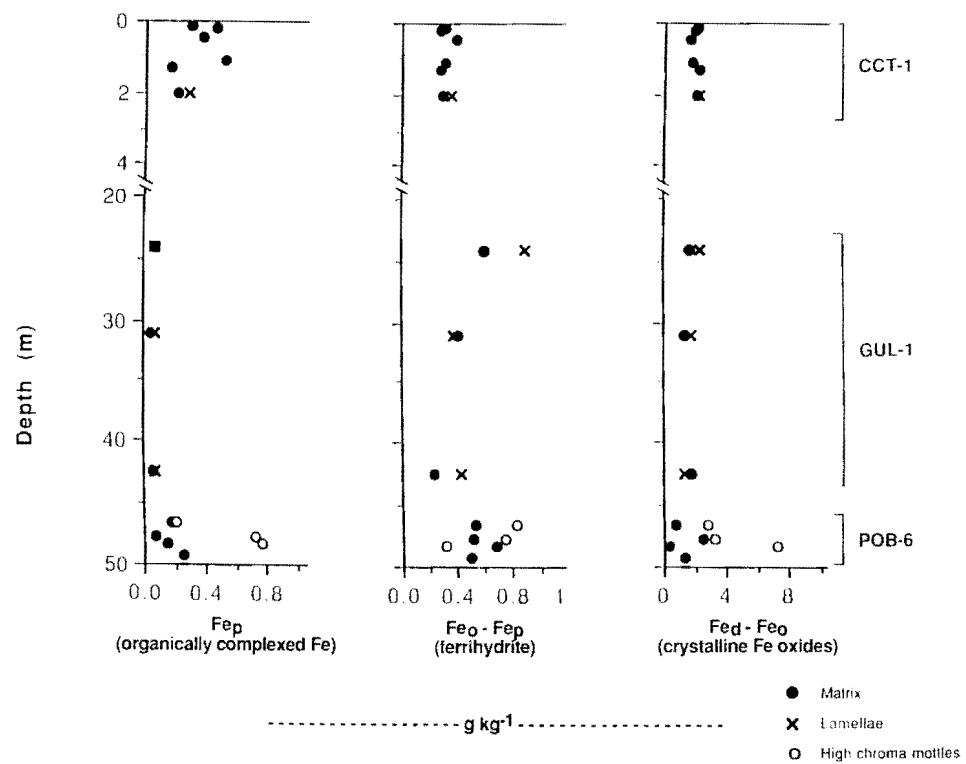 0
2
4
20
30
40
50
Depth (m)
0.0 0.4 0.8
0.0 0.4 0.8 1
0 4 8
Fep
(organically complexed Fe)
Feo - Fep
(ferrihydrite)
Fed - Feo
(crystalline Fe oxides)
CCT-1
GUL-1
POB-6
g kg-1
Matrix
Lamellae
High chroma mottles